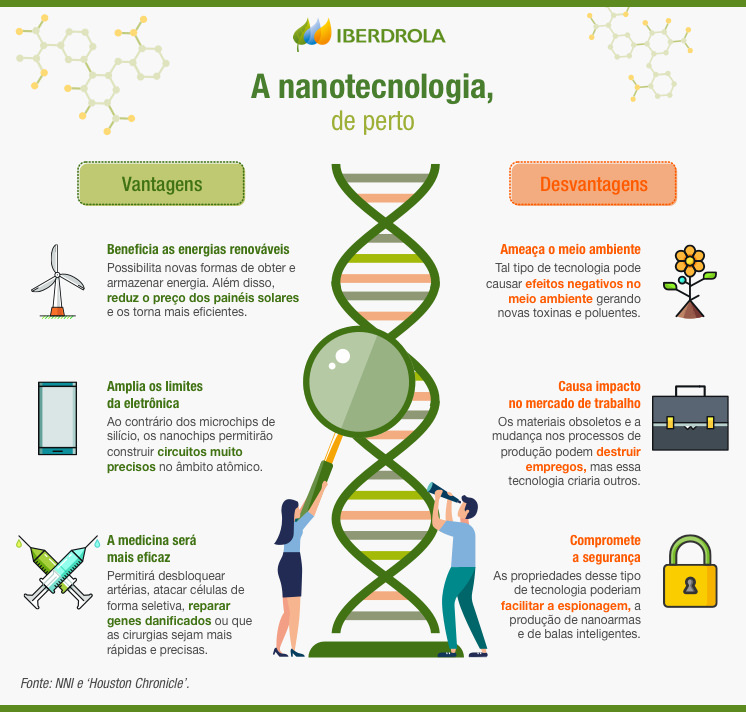 IBERDROLA
A nanotecnologia,
de perto
Vantagens
Beneficia as energias renováveis
Possibilita novas formas de obter e
armazenar energia. Além disso,
reduz o preço dos painéis solares
e os torna mais eficientes.
Amplia os limites
da eletrônica
Ao contrário dos microchips de
silício, os nanochips permitirão
construir circuitos muito
precisos no âmbito atômico.
A medicina será
mais eficaz
Permitirá desbloquear
artérias, atacar células de
forma seletiva, reparar
genes danificados ou que
as cirurgias sejam mais
rápidas e precisas.
Desvantagens
Ameaça o meio ambiente
Tal tipo de tecnologia pode
causar efeitos negativos no
meio ambiente gerando
novas toxinas e poluentes.
Causa impacto
no mercado de trabalho
Os materiais obsoletos e a
mudança nos processos de
produção podem destruir
empregos, mas essa
tecnologia criaria outros.
Compromete
a segurança
As propriedades desse tipo
de tecnologia poderiam
facilitar a espionagem, a
produção de nanoarmas
e de balas inteligentes.
Fonte: NNI e ‘Houston Chronicle’.